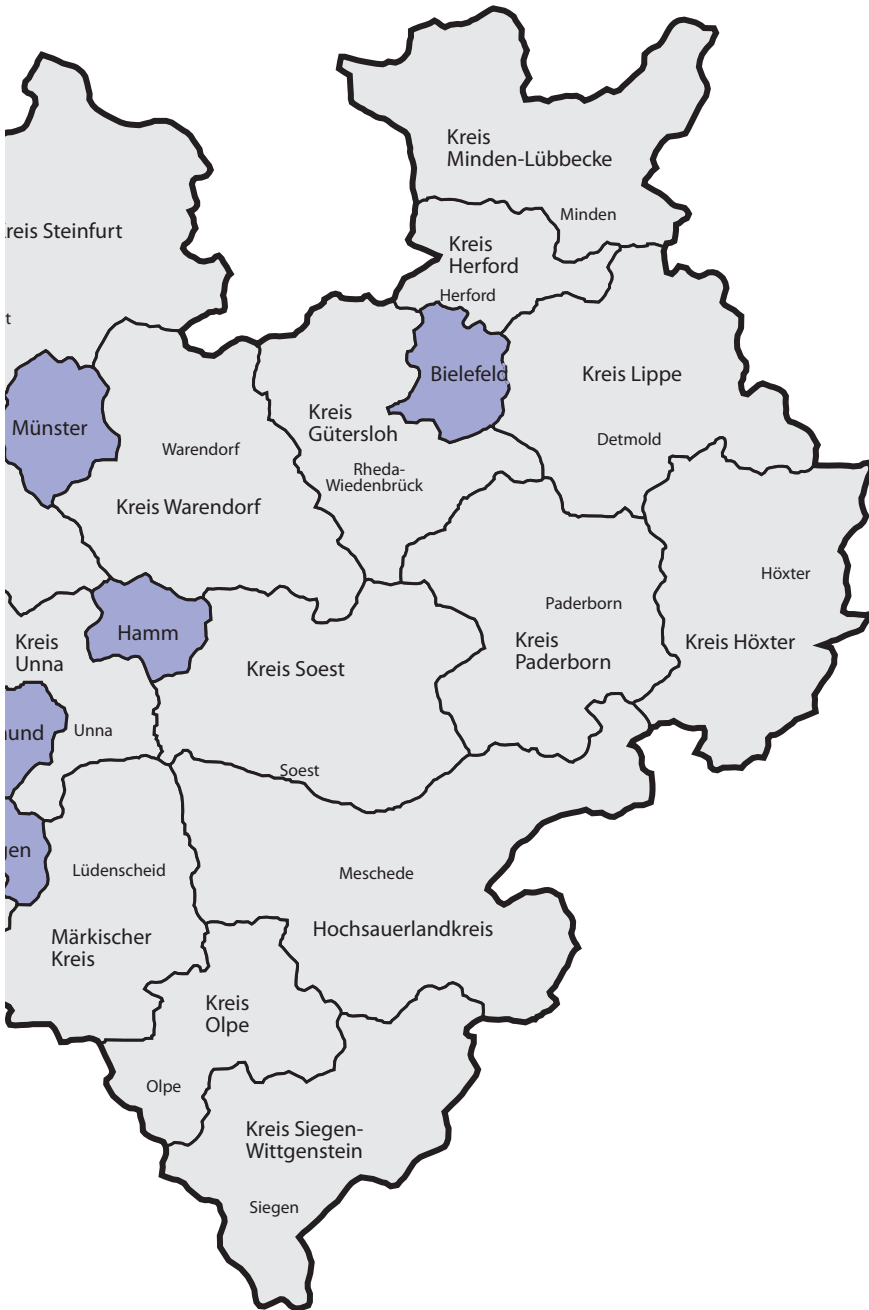 Kreis
Minden-Lübbecke
Minden
Kreis Steinfurt
Kreis
Herford
Herford
t
Bielefeld
Kreis Lippe
Münster
Kreis
Gütersloh
Detmold
Warendorf
Rheda-
Wiedenbrück
Kreis Warendorf
Höxter
Paderborn
Hamm
Kreis
Unna
Kreis
Paderborn
Kreis Höxter
Kreis Soest
Unna
mund
Soest
gen
Lüdenscheid
Meschede
Hochsauerlandkreis
Märkischer
Kreis
Kreis
Olpe
Olpe
Kreis Siegen-
Wittgenstein
Siegen